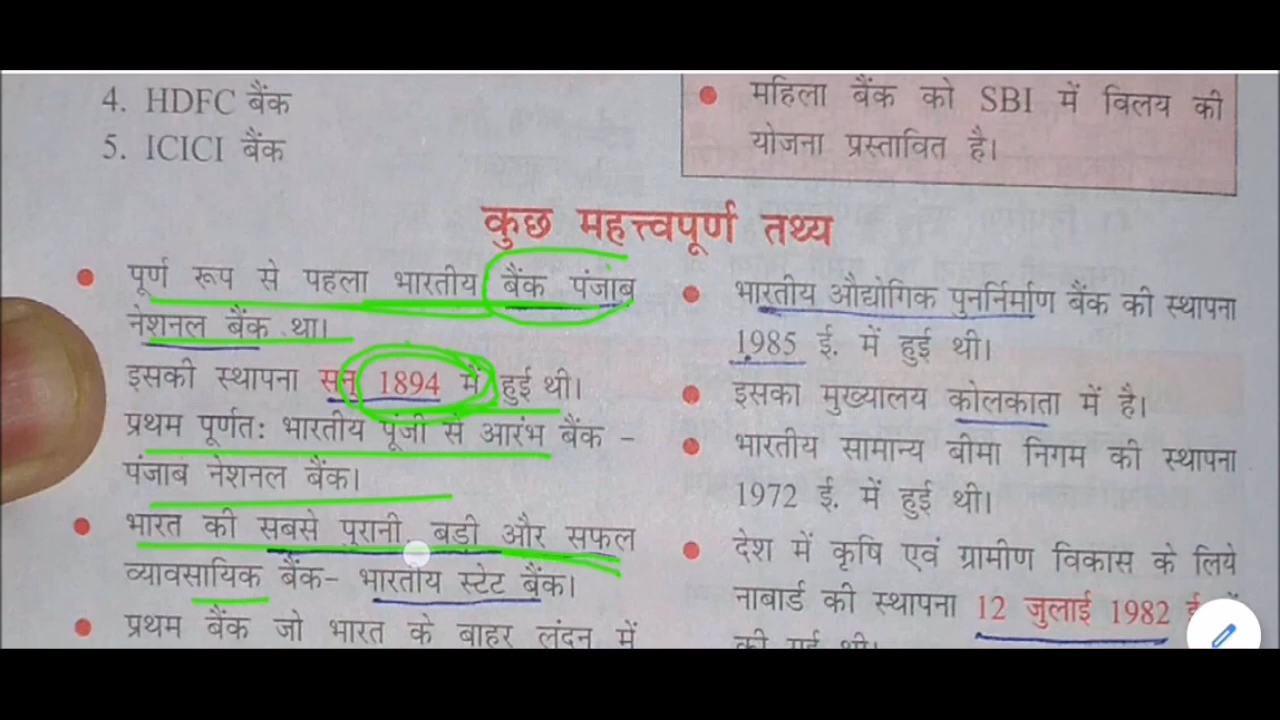 4. HDFC बैंक
5. ICICI बैंक
महिला बैंक को SBI में विलय की
योजना प्रस्तावित है।
कुछ महत्त्वपूर्ण तथ्य
पूर्ण रूप से पहला भारतीय बैंक पंजाब
नेशनल बैंक था।
इसकी स्थापना सन् 1894 में हुई थी।
प्रथम पूर्णतः भारतीय पूंजी से आरंभ बैंक –
पंजाब नेशनल बैंक।
भारत की सबसे पुरानी, बड़ी और सफल
व्यावसायिक बैंक– भारतीय स्टेट बैंक।
प्रथम बैंक जो भारत के बाहर लंदन में
भारतीय औद्योगिक पुनर्निर्माण बैंक की स्थापना
1985 ई. में हुई थी।
इसका मुख्यालय कोलकाता में है।
भारतीय सामान्य बीमा निगम की स्थापना
1972 ई. में हुई थी।
देश में कृषि एवं ग्रामीण विकास के लिये
नाबार्ड की स्थापना 12 जुलाई 1982